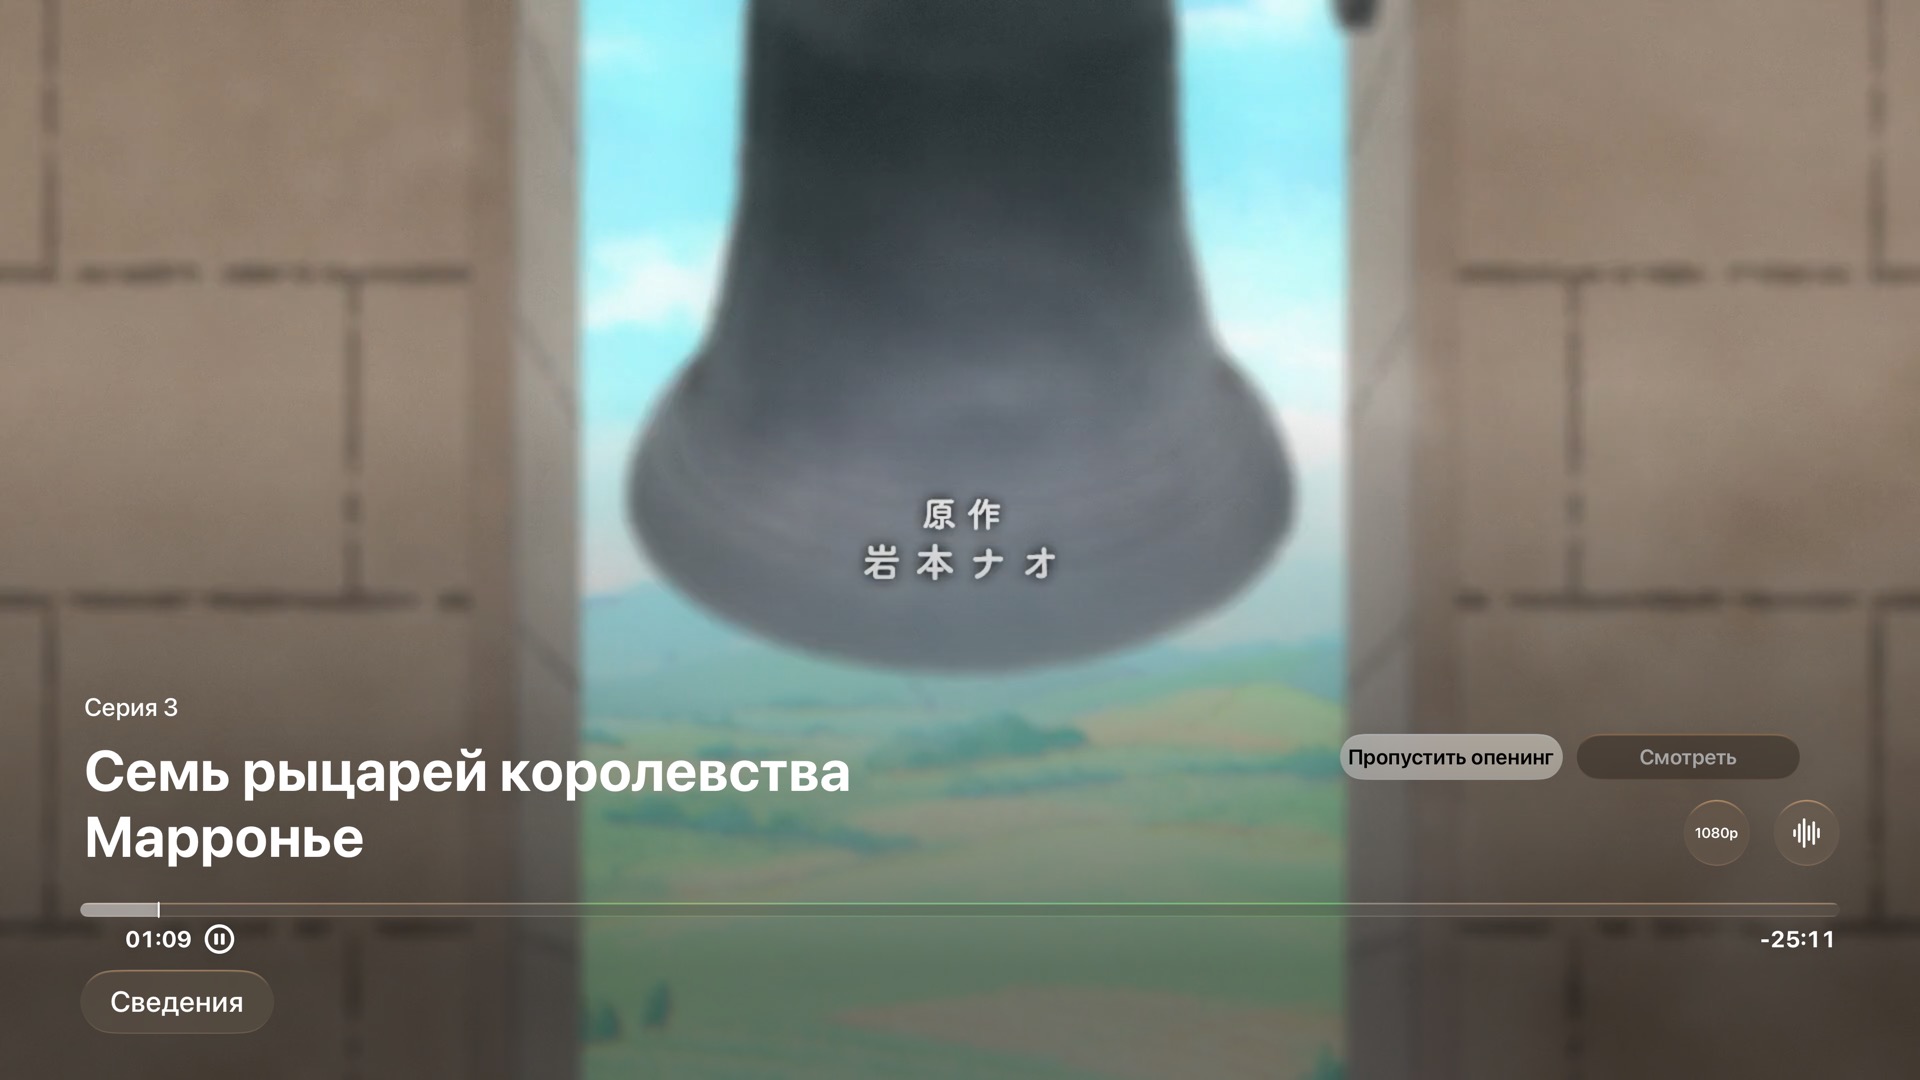 原作
岩本ナオ
Серия 3
Семь рыцарей королевства
Марронье
Пропустить опенинг
Смотреть
1080p
01:09
-25:11
Сведения